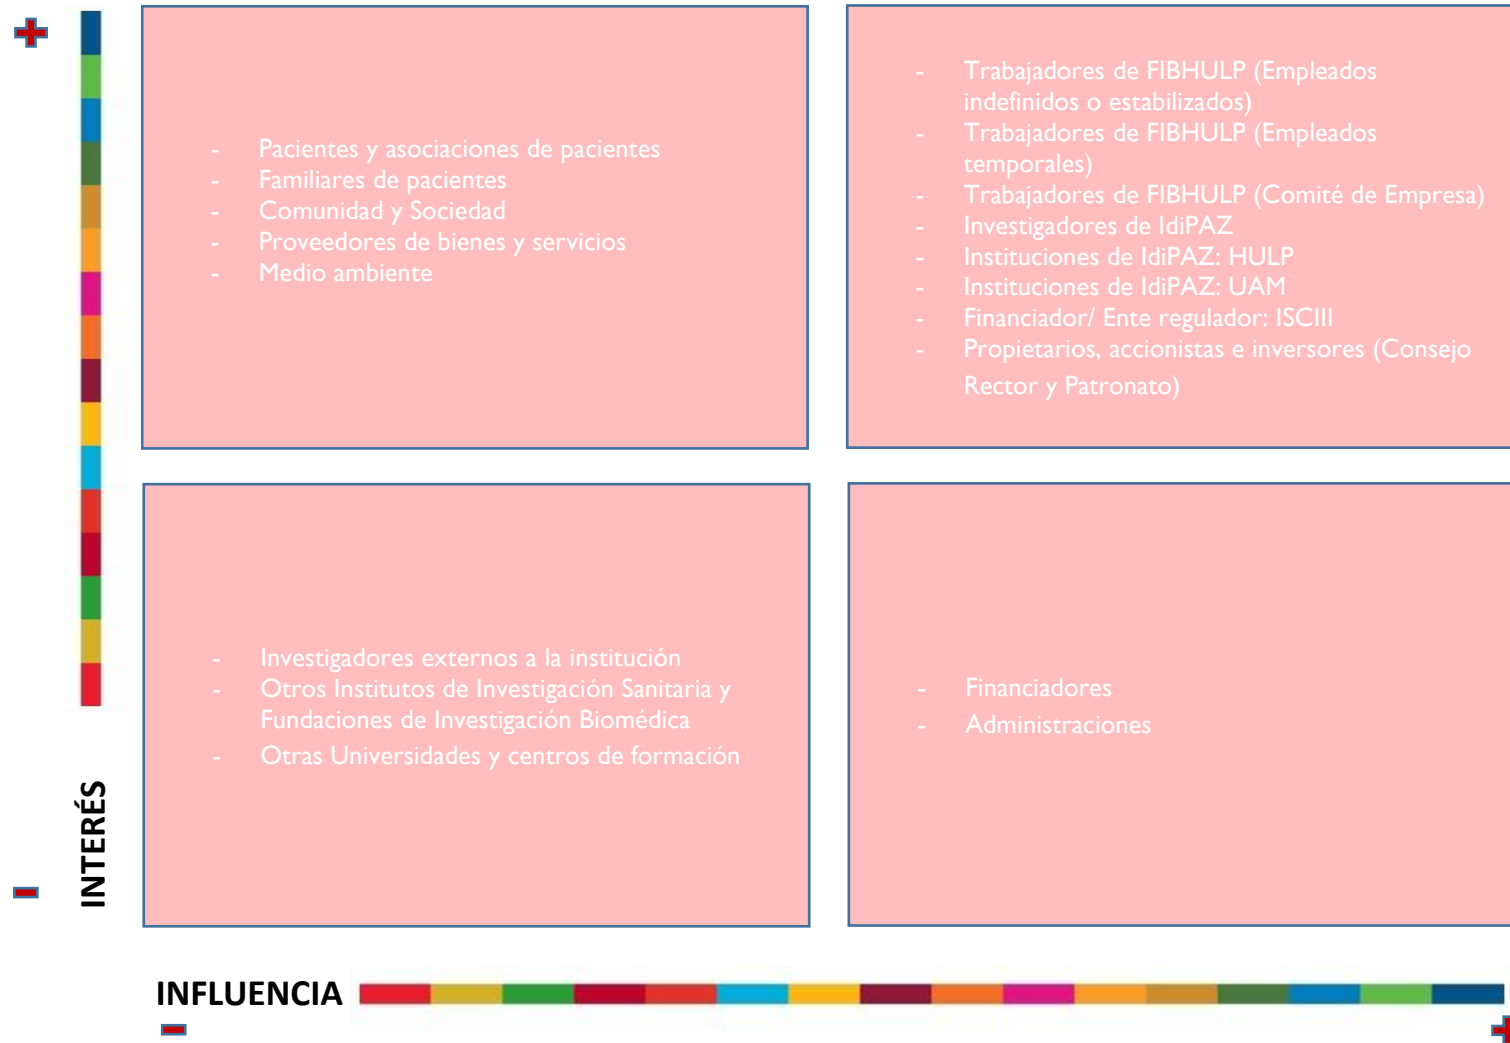 - Pacientes y asociaciones de pacientes
- Familiares de pacientes
- Comunidad y Sociedad
- Proveedores de bienes y servicios
- Medio ambiente
- Trabajadores de FIBHULP (Empleados
indefinidos o estabilizados)
- Trabajadores de FIBHULP (Empleados
temporales)
- Trabajadores de FIBHULP (Comité de Empresa)
- Investigadores de IdiPAZ
- Instituciones de IdiPAZ: HULP
- Instituciones de IdiPAZ: UAM
- Financiador/ Ente regulador: ISCIII
- Propietarios, accionistas e inversores (Consejo
Rector y Patronato)
- Investigadores externos a la institución
- Otros Institutos de Investigación Sanitaria y
Fundaciones de Investigación Biomédica
- Otras Universidades y centros de formación
- Financiadores
- Administraciones
INTERÉS
INFLUENCIA